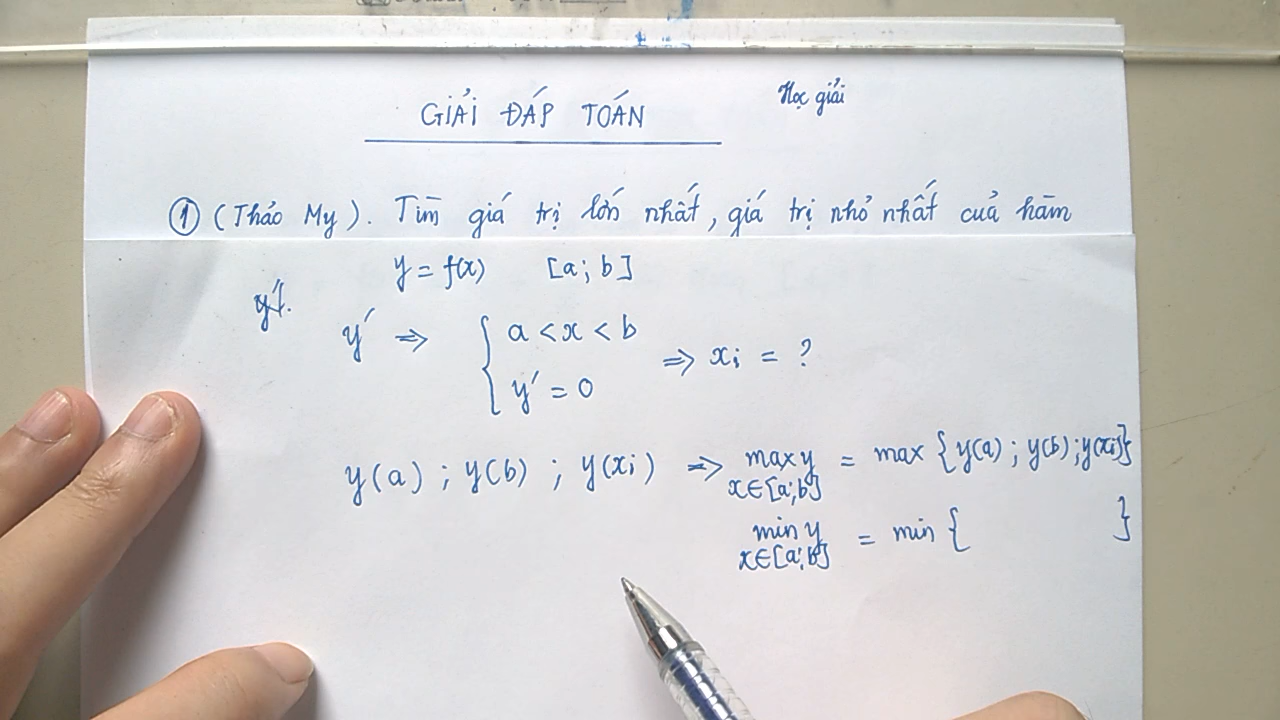 GIẢI ĐÁP TOÁN
Học giải
① (Thảo My). Tìm giá trị lớn nhất, giá trị nhỏ nhất của hàm
y = f(x) [a; b]
y' ⇒ { a < x < b
y' = 0
⇒ xᵢ = ?
y(a) ; y(b) ; y(xᵢ) ⇒ max y = max {y(a) ; y(b) ; y(xᵢ)}
x∈[a;b]
min y = min { }
x∈[a;b]